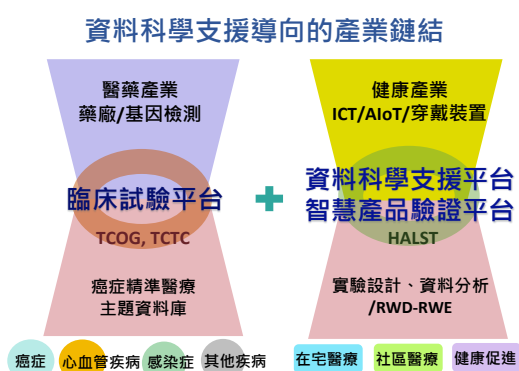 資料科學支援導向的產業鏈結
醫藥產業
藥廠/基因檢測
臨床試驗平台
TCOG, TCTC
癌症精準醫療
主題資料庫
+
健康產業
ICT/AIoT/穿戴裝置
資料科學支援平台
智慧產品驗證平台
HALST
實驗設計、資料分析
/RWD-RWE
癌症 心血管疾病 感染症 其他疾病
在宅醫療 社區醫療 健康促進